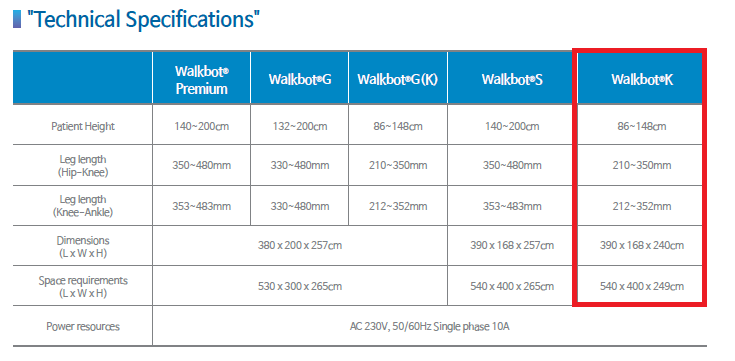 "Technical Specifications"
Walkbot® Premium Walkbot®G Walkbot®G(K) Walkbot®S Walkbot®K
Patient Height 140~200cm 132~200cm 86~148cm 140~200cm 86~148cm
Leg length (Hip-Knee) 350~480mm 330~480mm 210~350mm 350~480mm 210~350mm
Leg length (Knee-Ankle) 353~483mm 330~480mm 212~352mm 353~483mm 212~352mm
Dimensions (L x W x H) 380 x 200 x 257cm 390 x 168 x 257cm 390 x 168 x 240cm
Space requirements (L x W x H) 530 x 300 x 265cm 540 x 400 x 265cm 540 x 400 x 249cm
Power resources AC 230V, 50/60Hz Single phase 10A